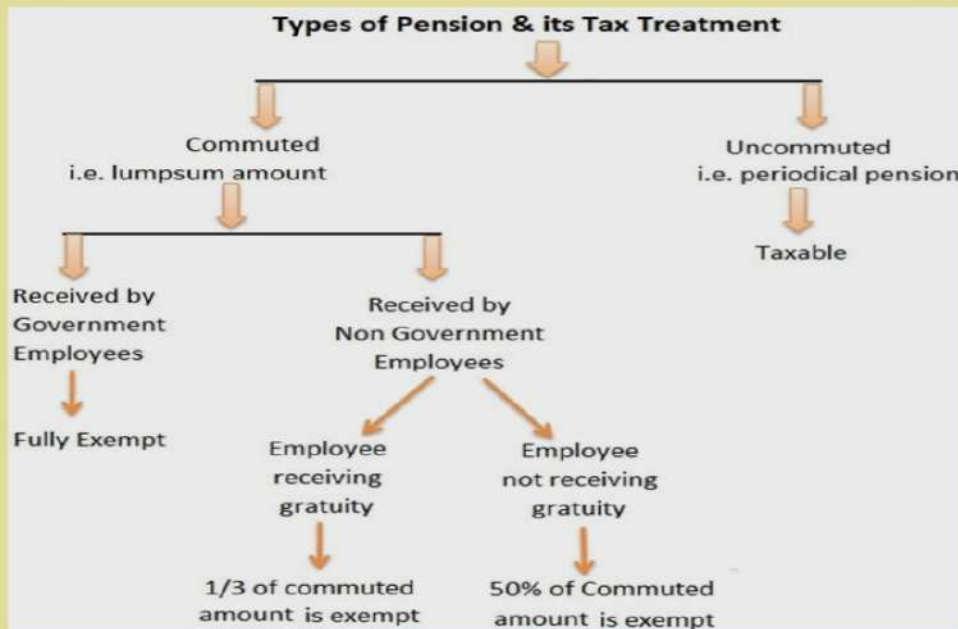 Types of Pension & its Tax Treatment
Commuted
i.e. lumpsum amount
Uncommuted
i.e. periodical pension
Taxable
Received by
Government
Employees
Fully Exempt
Received by
Non Government
Employees
Employee
receiving
gratuity
1/3 of commuted
amount is exempt
Employee
not receiving
gratuity
50% of Commuted
amount is exempt